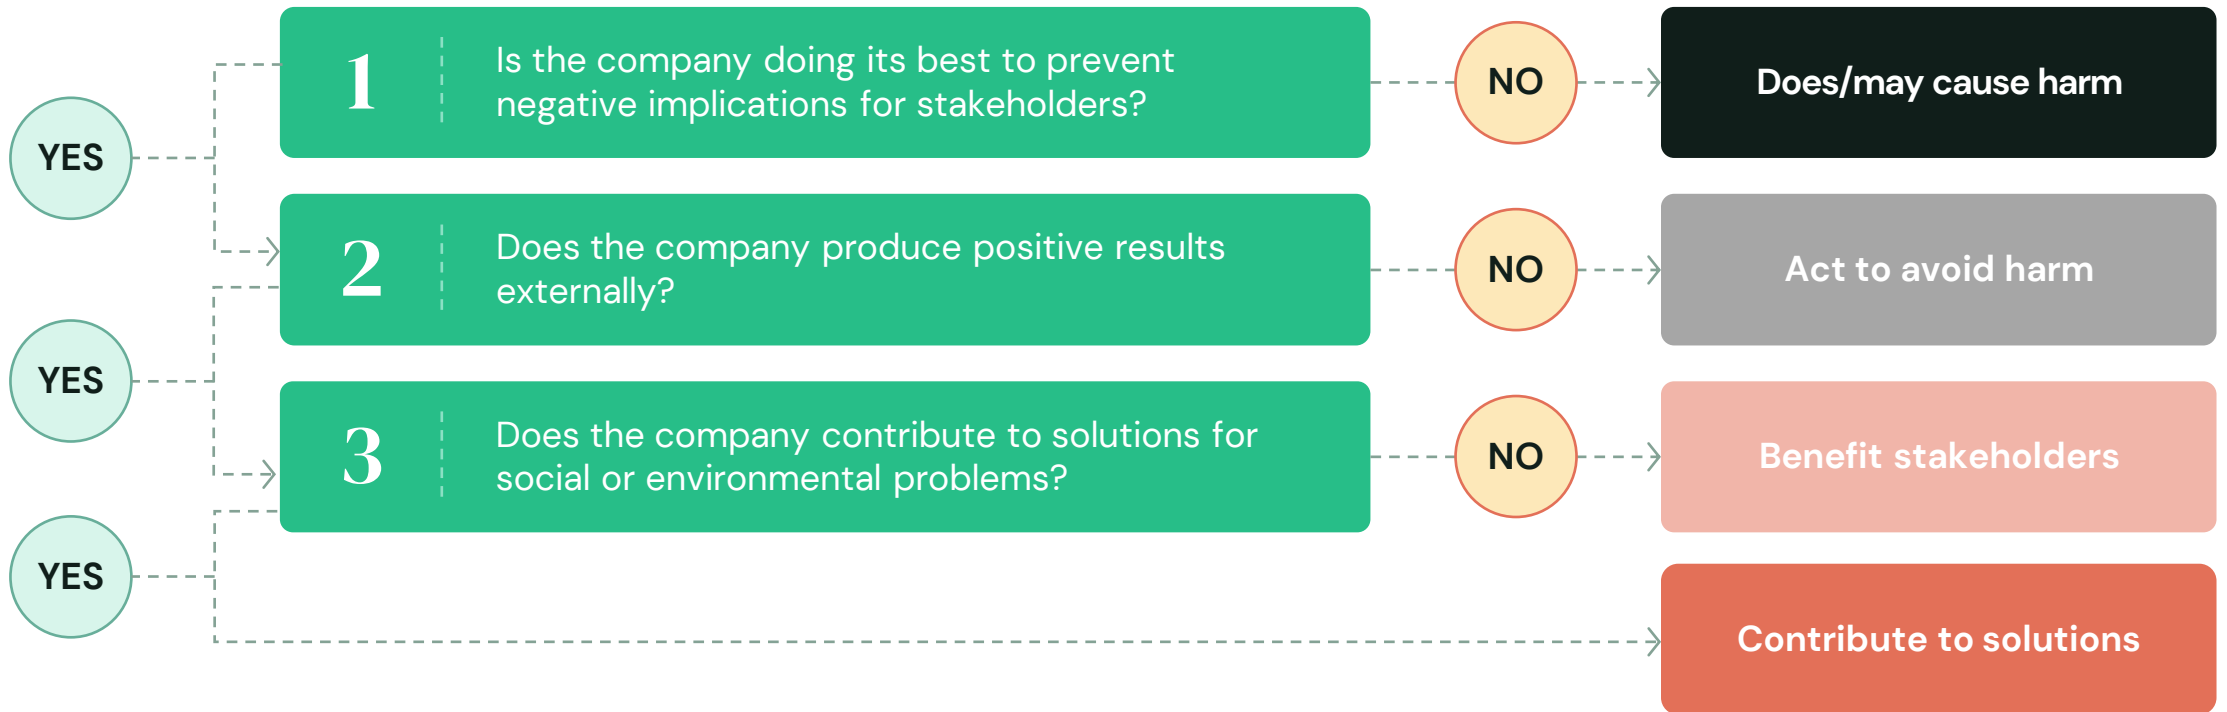 1
Is the company doing its best to prevent
negative implications for stakeholders?
NO
Does/may cause harm
YES
2
Does the company produce positive results
externally?
NO
Act to avoid harm
YES
3
Does the company contribute to solutions for
social or environmental problems?
NO
Benefit stakeholders
YES
Contribute to solutions